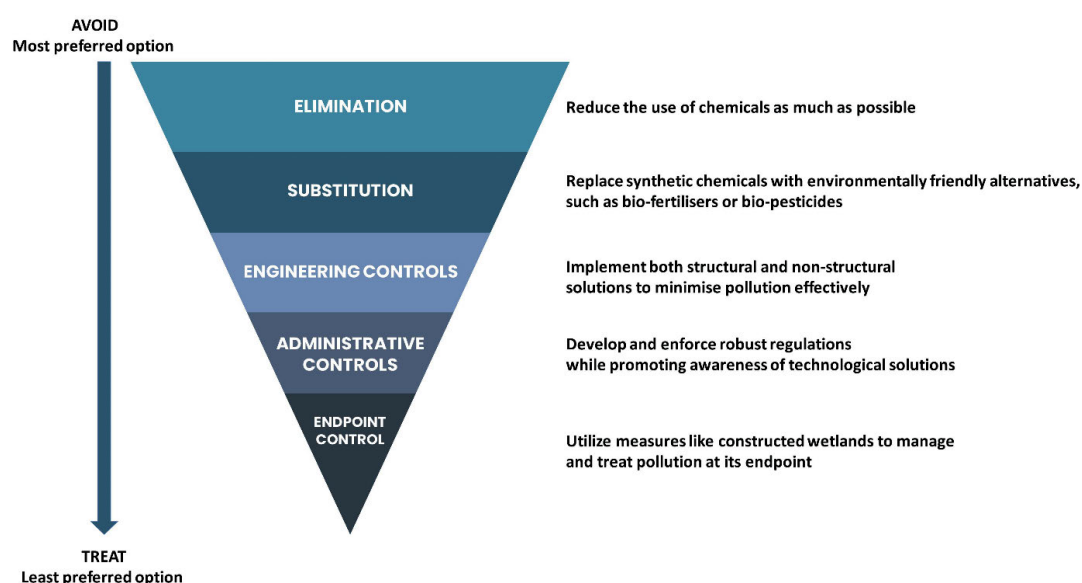 AVOID
Most preferred option
ELIMINATION
Reduce the use of chemicals as much as possible
SUBSTITUTION
Replace synthetic chemicals with environmentally friendly alternatives,
such as bio-fertilisers or bio-pesticides
ENGINEERING CONTROLS
Implement both structural and non-structural
solutions to minimise pollution effectively
ADMINISTRATIVE
CONTROLS
Develop and enforce robust regulations
while promoting awareness of technological solutions
ENDPOINT
CONTROL
Utilize measures like constructed wetlands to manage
and treat pollution at its endpoint
TREAT
Least preferred option